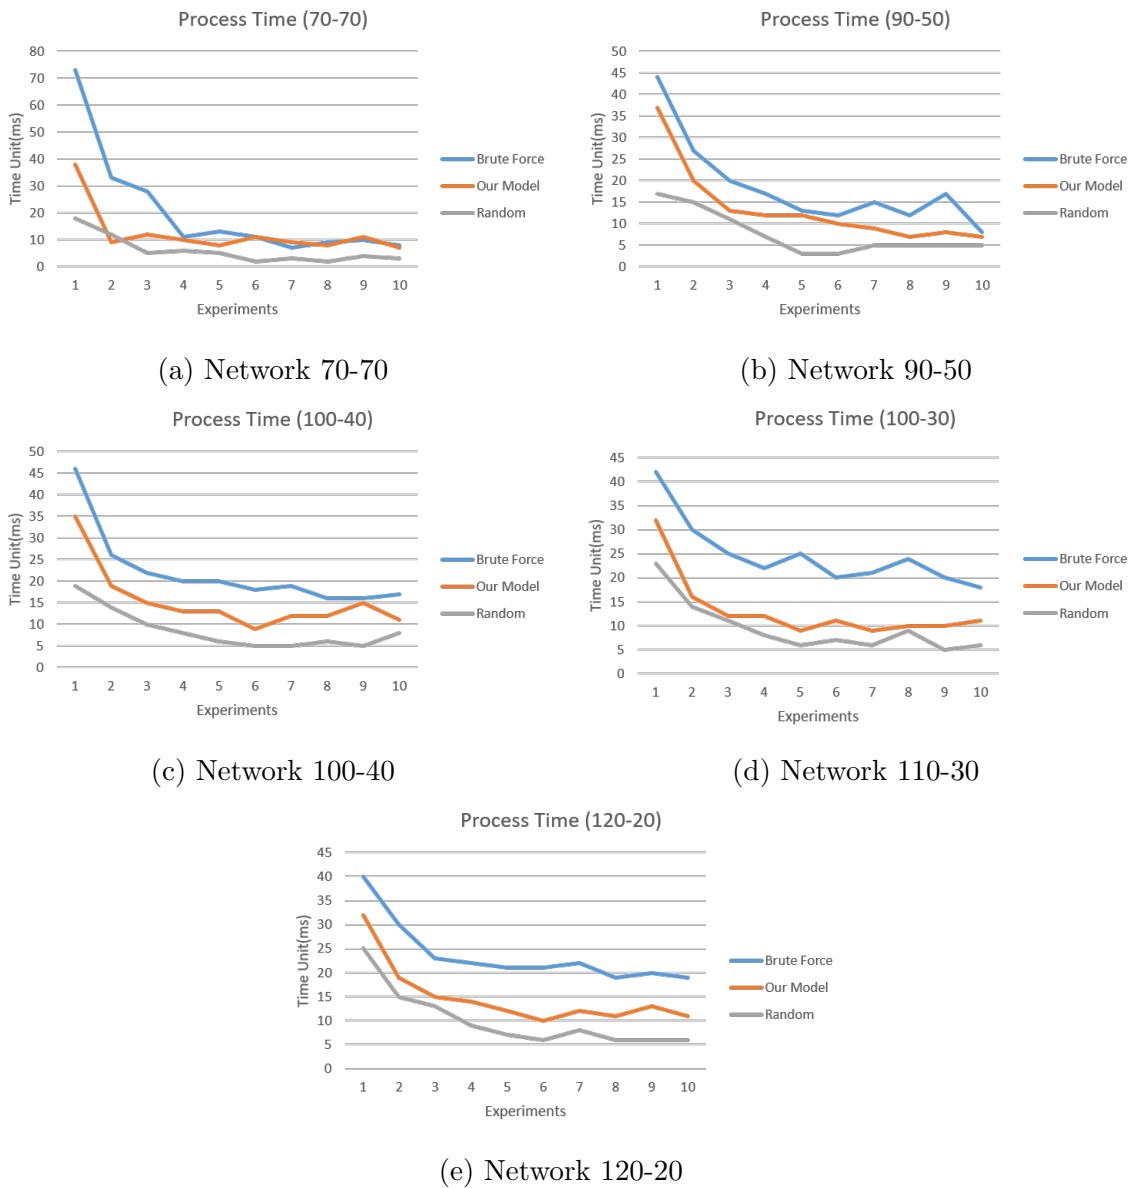 Process Time (70-70)
80
70
60
50
40
30
20
10
0
Time Unit(ms)
1 2 3 4 5 6 7 8 9 10
Experiments
Brute Force
Our Model
Random
(a) Network 70-70
Process Time (90-50)
50
45
40
35
30
25
20
15
10
5
0
Time Unit(ms)
1 2 3 4 5 6 7 8 9 10
Experiments
Brute Force
Our Model
Random
(b) Network 90-50
Process Time (100-40)
50
45
40
35
30
25
20
15
10
5
0
Time Unit(ms)
1 2 3 4 5 6 7 8 9 10
Experiments
Brute Force
Our Model
Random
(c) Network 100-40
Process Time (100-30)
45
40
35
30
25
20
15
10
5
0
Time Unit(ms)
1 2 3 4 5 6 7 8 9 10
Experiments
Brute Force
Our Model
Random
(d) Network 110-30
Process Time (120-20)
45
40
35
30
25
20
15
10
5
0
Time Unit(ms)
1 2 3 4 5 6 7 8 9 10
Experiments
Brute Force
Our Model
Random
(e) Network 120-20